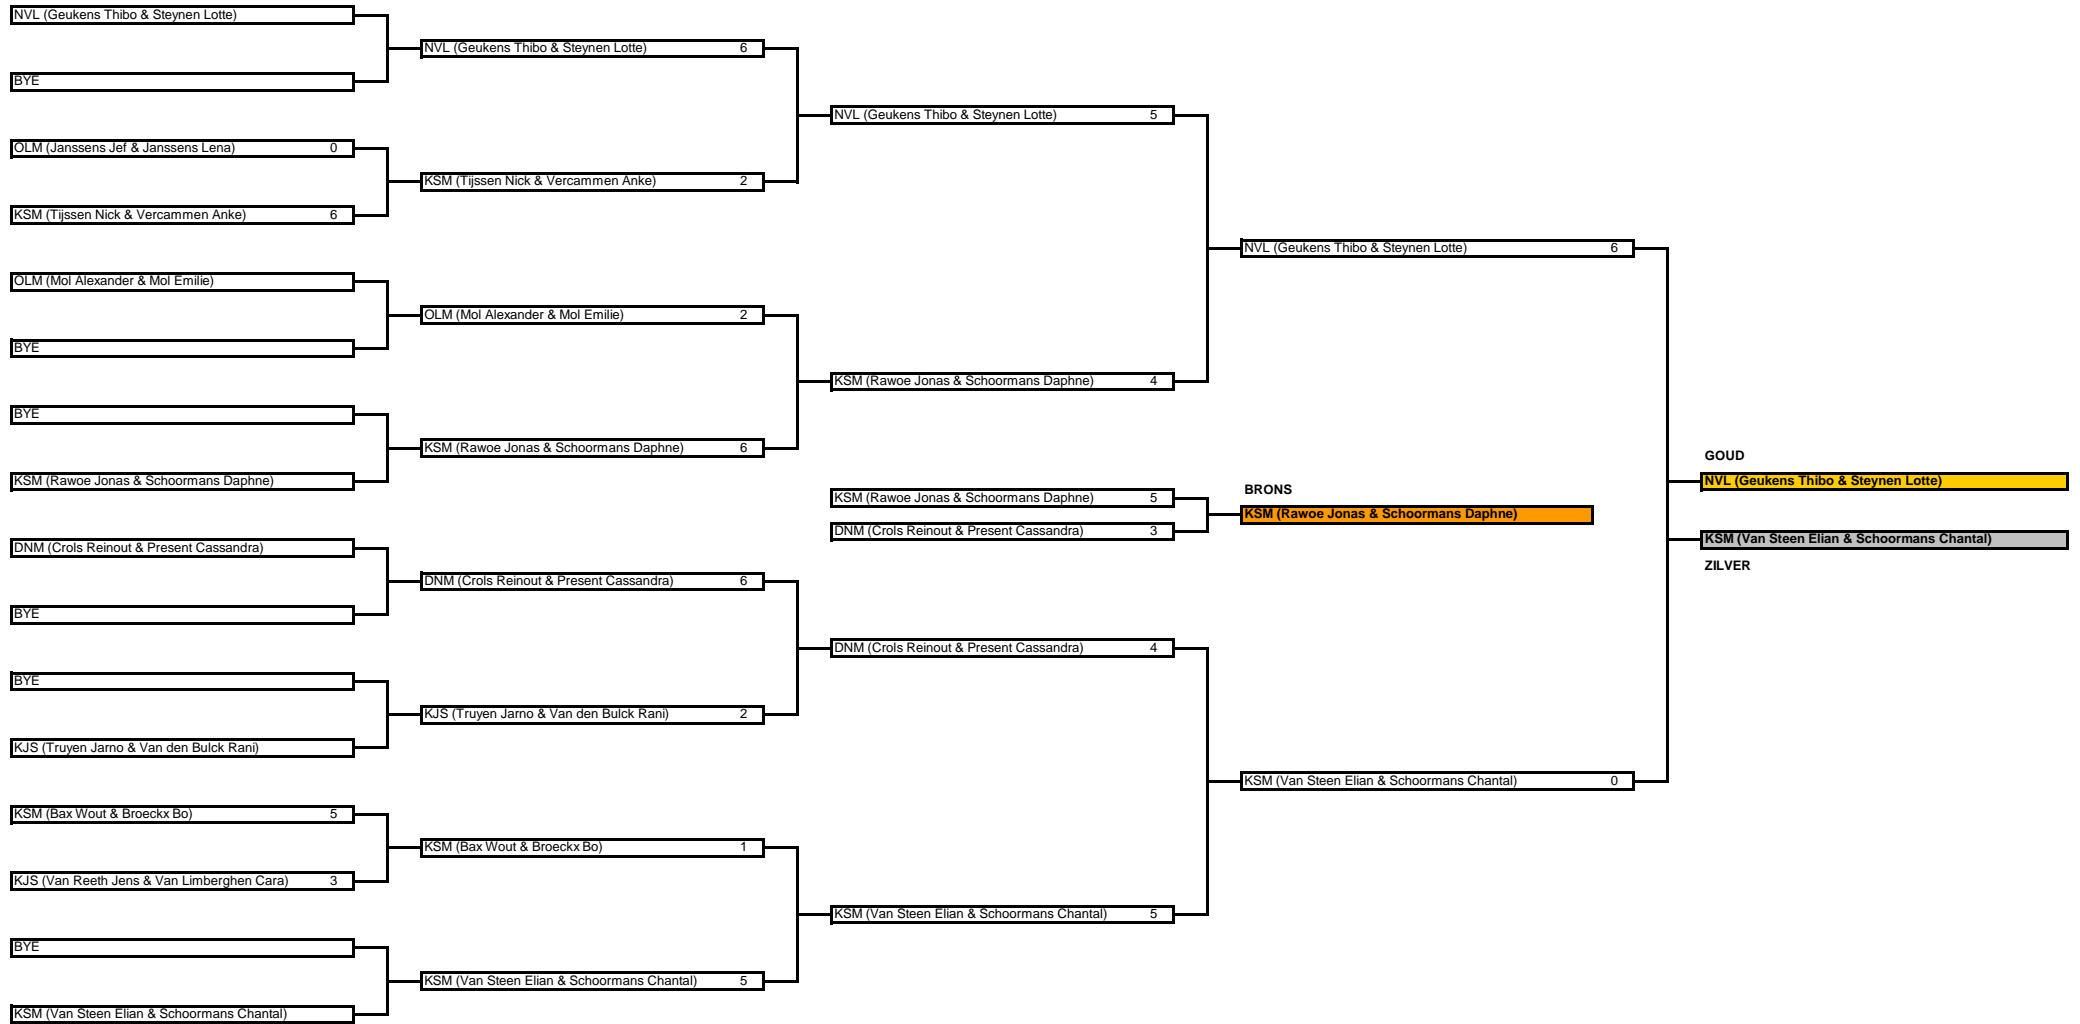 NVL (Geukens Thibo & Steynen Lotte)
BYE
OLM (Janssens Jef & Janssens Lena) 0
KSM (Tijssen Nick & Vercammen Anke) 6
OLM (Mol Alexander & Mol Emilie)
BYE
BYE
KSM (Rawoe Jonas & Schoormans Daphne)
DNM (Crols Reinout & Present Cassandra)
BYE
BYE
KJS (Truyen Jarno & Van den Bulck Rani)
KSM (Bax Wout & Broeckx Bo) 5
KJS (Van Reeth Jens & Van Limberghen Cara) 3
BYE
KSM (Van Steen Elian & Schoormans Chantal)
NVL (Geukens Thibo & Steynen Lotte) 6
KSM (Tijssen Nick & Vercammen Anke) 2
OLM (Mol Alexander & Mol Emilie) 2
KSM (Rawoe Jonas & Schoormans Daphne) 6
DNM (Crols Reinout & Present Cassandra) 6
KJS (Truyen Jarno & Van den Bulck Rani) 2
KSM (Bax Wout & Broeckx Bo) 1
KSM (Van Steen Elian & Schoormans Chantal) 5
NVL (Geukens Thibo & Steynen Lotte) 5
KSM (Rawoe Jonas & Schoormans Daphne) 4
KSM (Rawoe Jonas & Schoormans Daphne) 5
DNM (Crols Reinout & Present Cassandra) 3
DNM (Crols Reinout & Present Cassandra) 4
KSM (Van Steen Elian & Schoormans Chantal) 5
NVL (Geukens Thibo & Steynen Lotte) 6
BRONS
KSM (Rawoe Jonas & Schoormans Daphne)
KSM (Van Steen Elian & Schoormans Chantal) 0
GOUD
NVL (Geukens Thibo & Steynen Lotte)
KSM (Van Steen Elian & Schoormans Chantal)
ZILVER